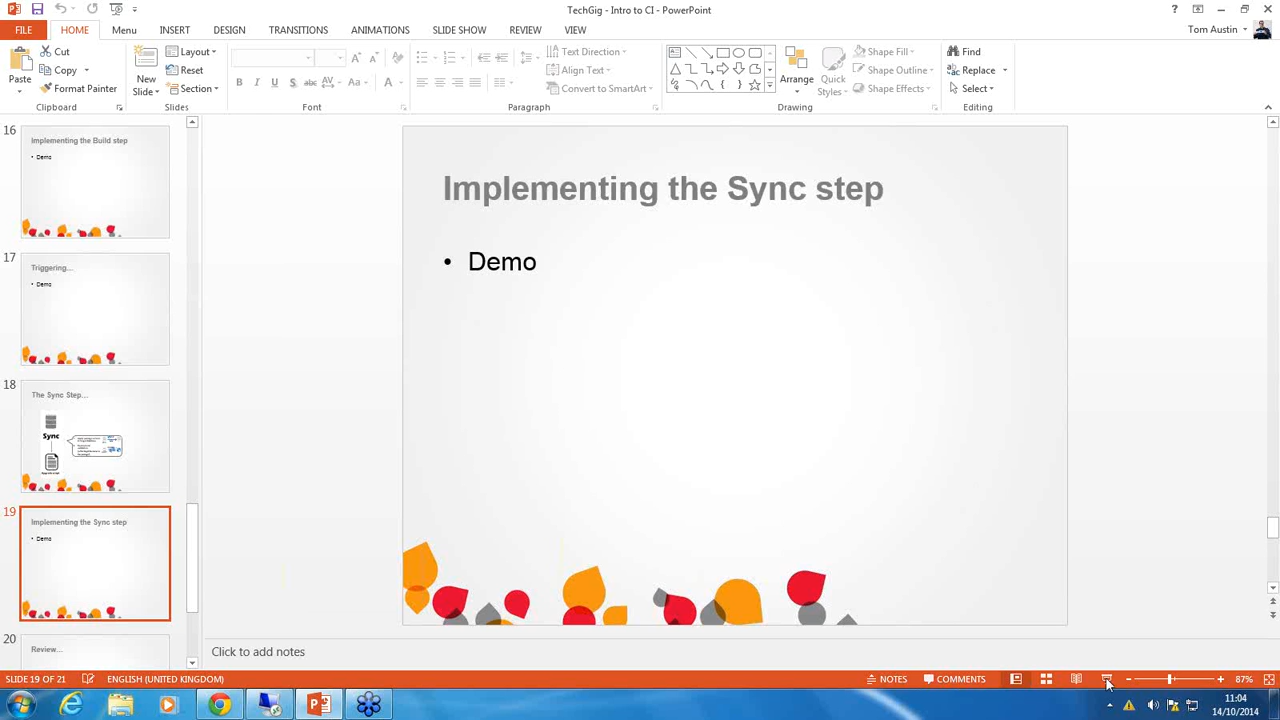 TechGig - Intro to CI - PowerPoint
FILE HOME Menu INSERT DESIGN TRANSITIONS ANIMATIONS SLIDE SHOW REVIEW VIEW Tom Austin
Paste
Cut
Copy
Format Painter
Clipboard
New
Slide
Layout
Reset
Section
Slides
B I U S abc AV Aa A
Font
Text Direction
Align Text
Convert to SmartArt
Paragraph
Arrange
Quick
Styles
Shape Fill
Shape Outline
Shape Effects
Drawing
Find
Replace
Select
Editing
16
Implementing the Build step
• Demo
17
Triggering...
• Demo
18
The Sync Step...
Sync
19
Implementing the Sync step
• Demo
20
Review...
Implementing the Sync step
• Demo
Click to add notes
SLIDE 19 OF 21 ENGLISH (UNITED KINGDOM) NOTES COMMENTS 87%
11:04
14/10/2014